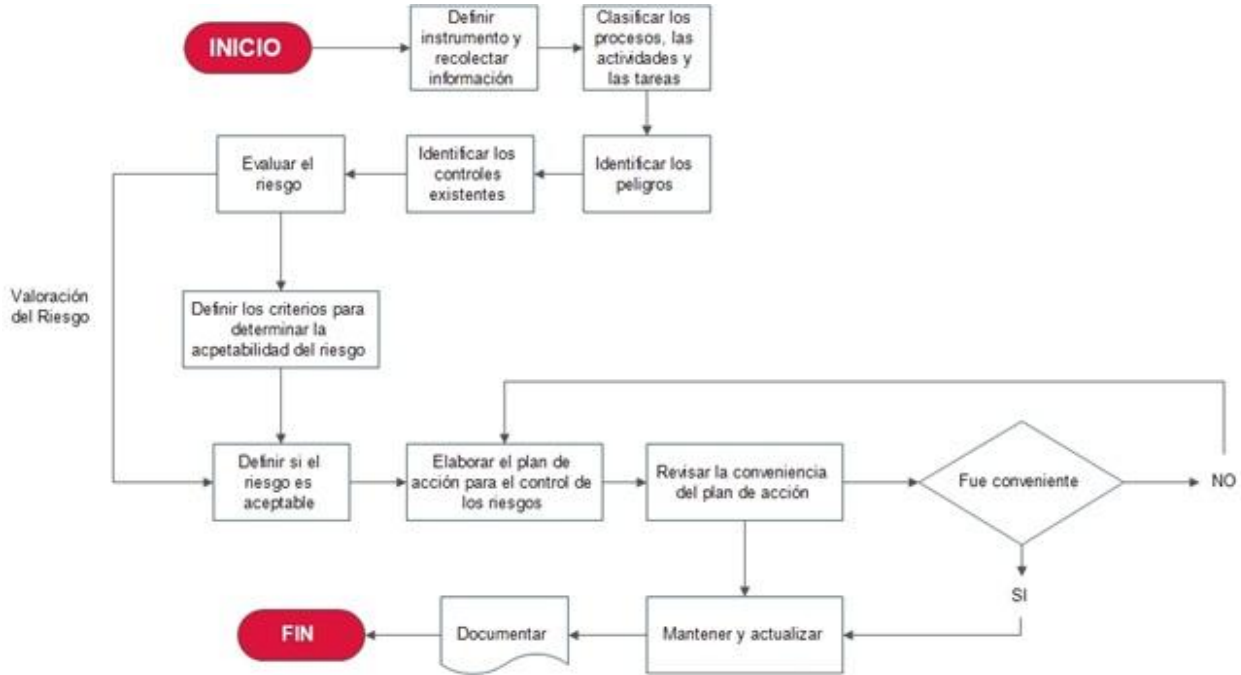 INICIO
Definir
instrumento y
recolectar
información
Clasificar los
procesos, las
actividades y
las tareas
Evaluar el
riesgo
Identificar los
controles
existentes
Identificar los
peligros
Valoración
del Riesgo
Definir los criterios para
determinar la
acpetabilidad del riesgo
Definir si el
riesgo es
aceptable
Elaborar el plan de
acción para el control de
los riesgos
Revisar la conveniencia
del plan de acción
Fue conveniente
NO
SI
FIN
Documentar
Mantener y actualizar